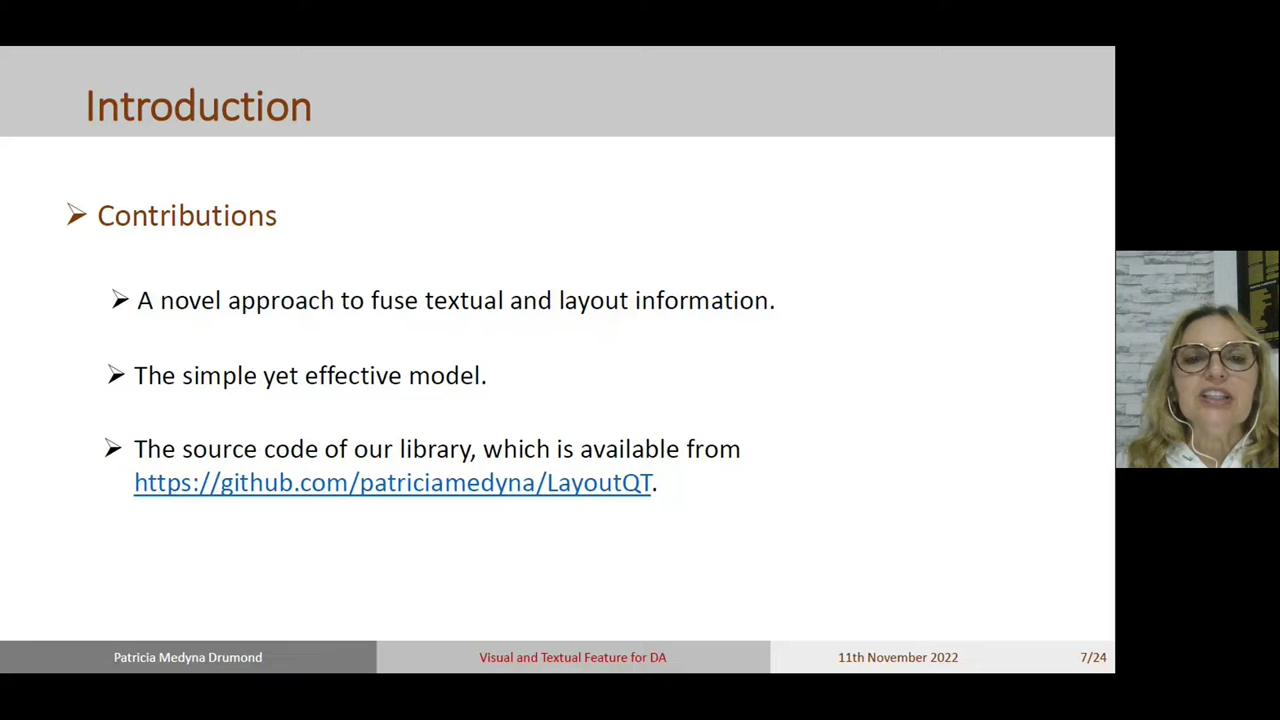 Introduction
Contributions
A novel approach to fuse textual and layout information.
The simple yet effective model.
The source code of our library, which is available from
https://github.com/patriciamedyna/LayoutQT.
Patricia Medyna Drumond
Visual and Textual Feature for DA
11th November 2022
7/24